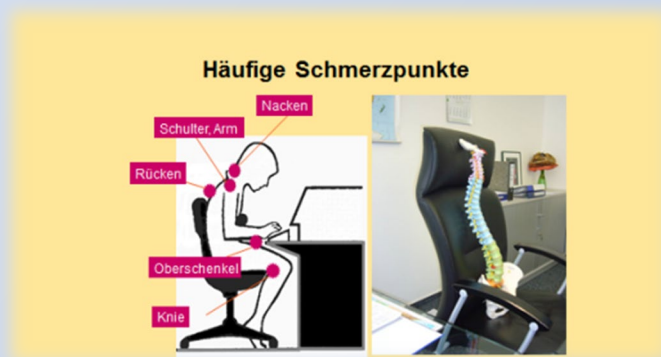 Häufige Schmerzpunkte
Nacken
Schulter, Arm
Rücken
Oberschenkel
Knie